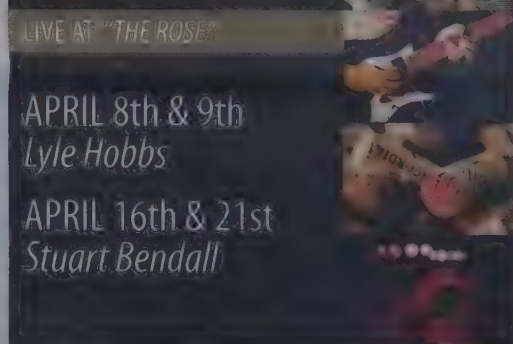 LIVE AT "THE ROSE"
APRIL 8th & 9th
Lyle Hobbs
APRIL 16th & 21st
Stuart Bendall